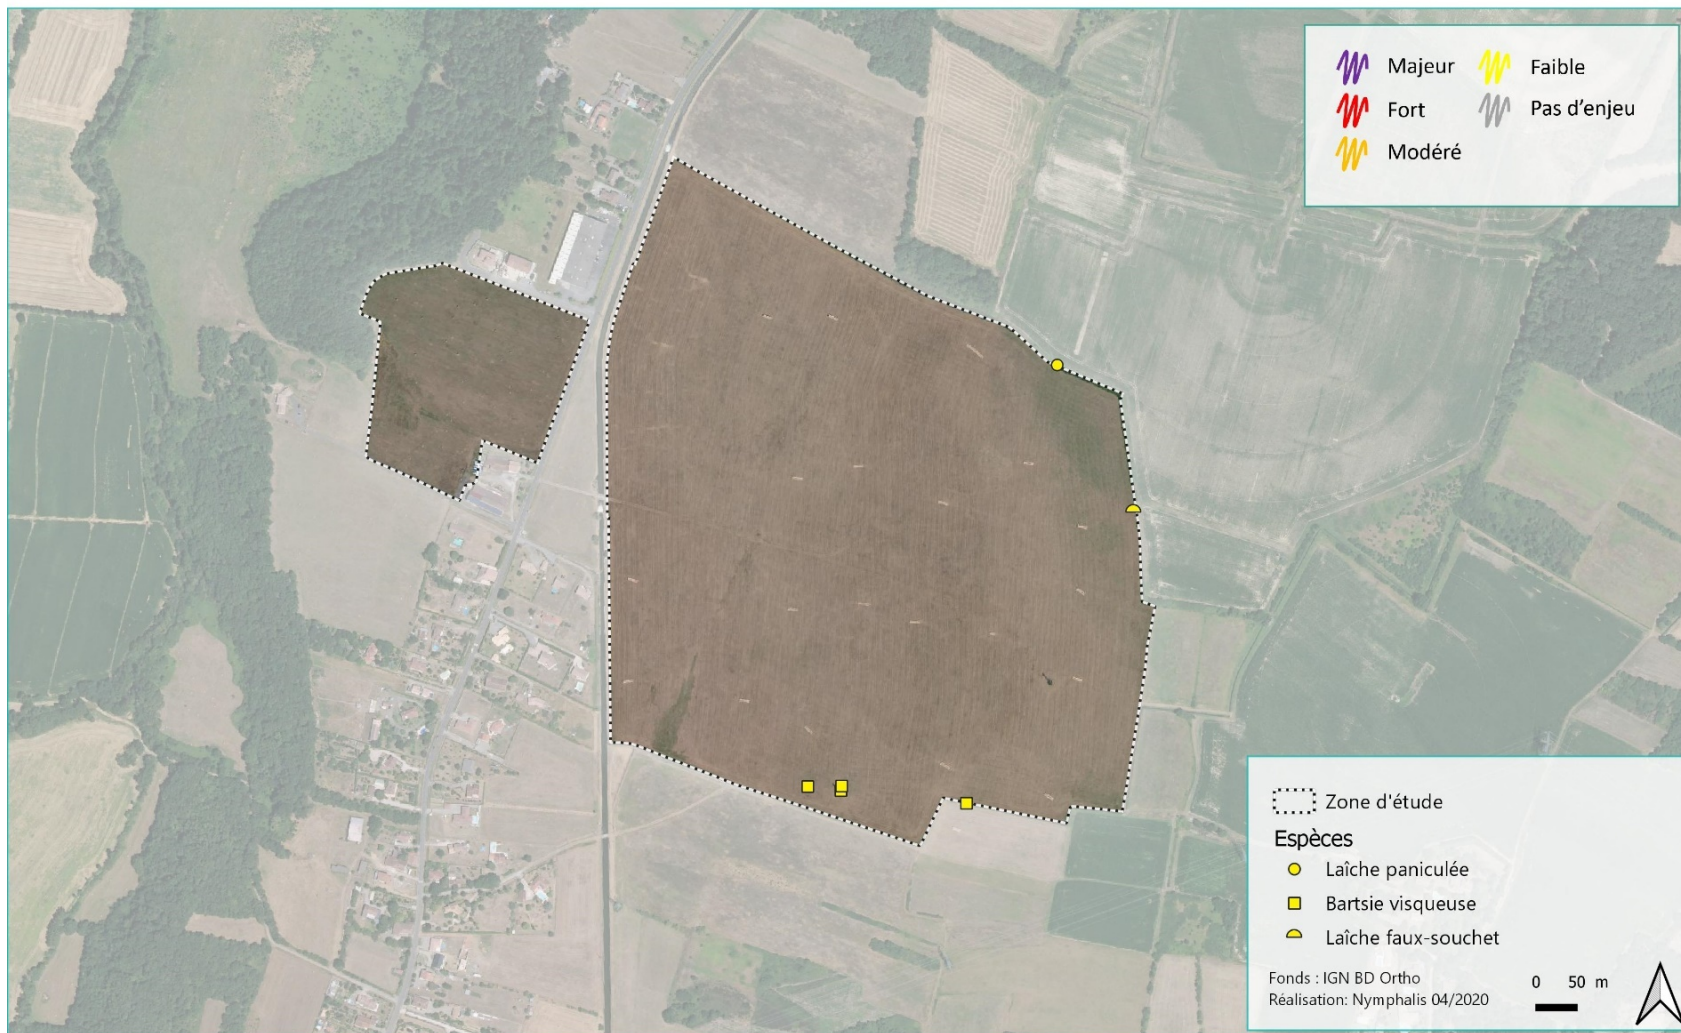 Majeur
Faible
Fort
Pas d'enjeu
Modéré
Zone d'étude
Espèces
Laîche paniculée
Bartsie visqueuse
Laîche faux-souchet
Fonds : IGN BD Ortho
Réalisation: Nymphalis 04/2020
0 50 m